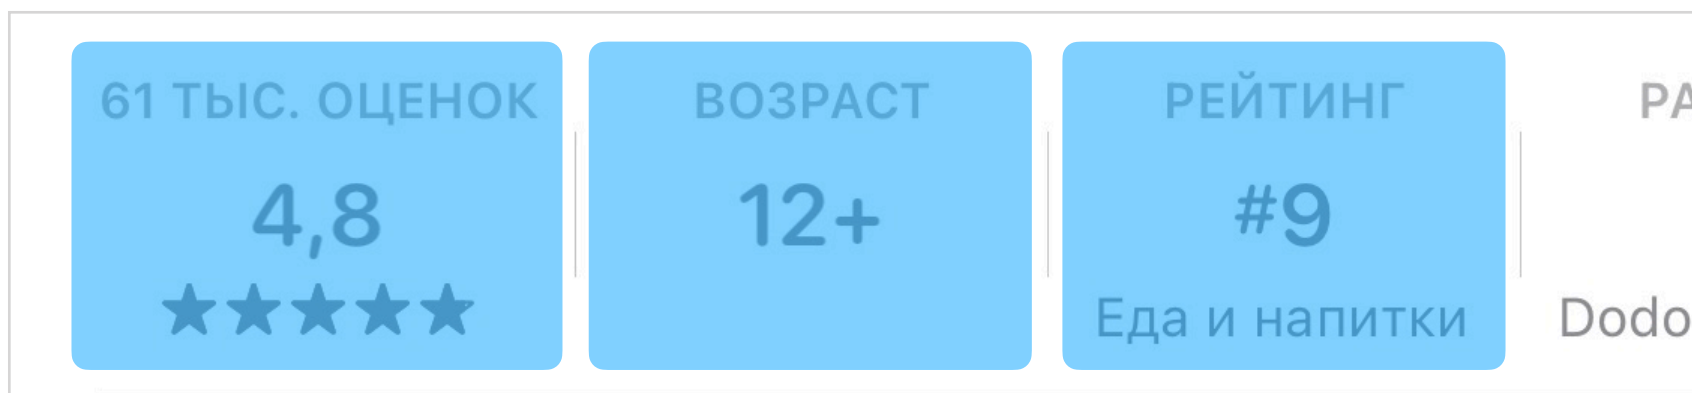 61 ТЫС. ОЦЕНОК
4,8
ВОЗРАСТ
12+
РЕЙТИНГ
#9
Еда и напитки
Dodo